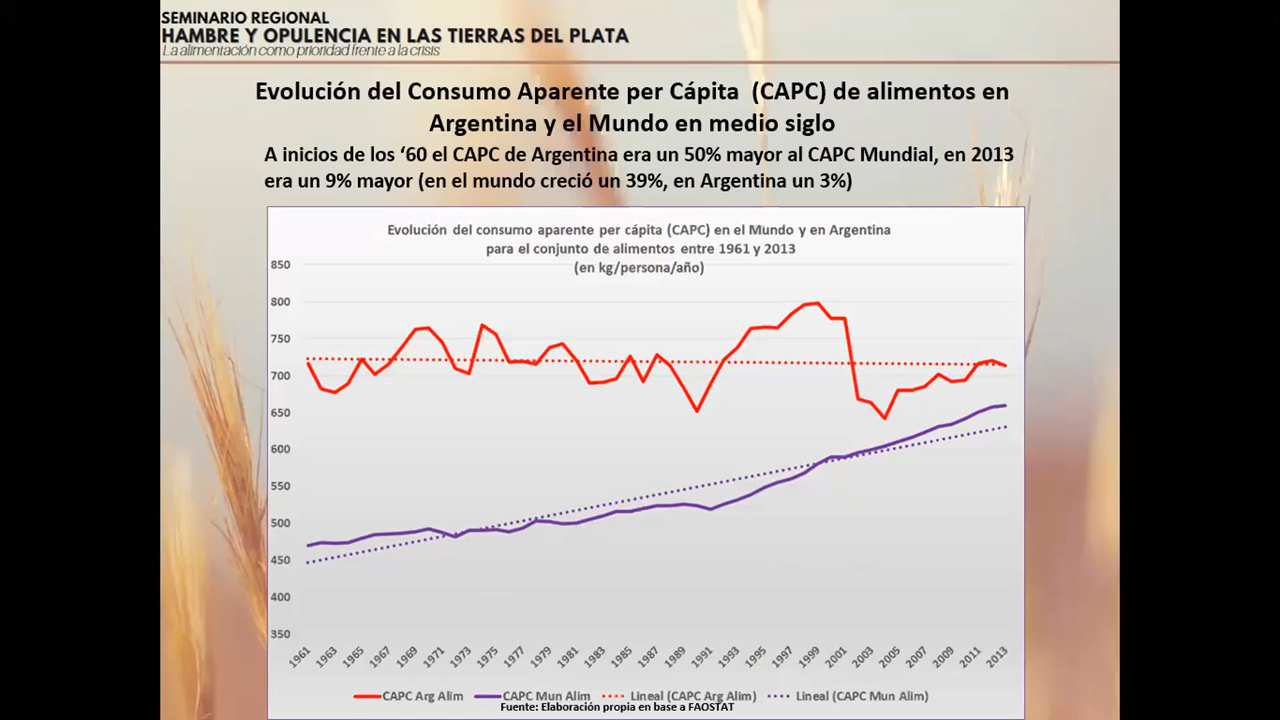 SEMINARIO REGIONAL
HAMBRE Y OPULENCIA EN LAS TIERRAS DEL PLATA
La alimentación como prioridad frente a la crisis
Evolución del Consumo Aparente per Cápita (CAPC) de alimentos en
Argentina y el Mundo en medio siglo
A inicios de los ‘60 el CAPC de Argentina era un 50% mayor al CAPC Mundial, en 2013
era un 9% mayor (en el mundo creció un 39%, en Argentina un 3%)
Evolución del consumo aparente per cápita (CAPC) en el Mundo y en Argentina
para el conjunto de alimentos entre 1961 y 2013
(en kg/persona/año)
850
800
750
700
650
600
550
500
450
400
350
1961 1963 1965 1967 1969 1971 1973 1975 1977 1979 1981 1983 1985 1987 1989 1991 1993 1995 1997 1999 2001 2003 2005 2007 2009 2011 2013
CAPC Arg Alim CAPC Mun Alim Lineal (CAPC Arg Alim) Lineal (CAPC Mun Alim)
Fuente: Elaboración propia en base a FAOSTAT